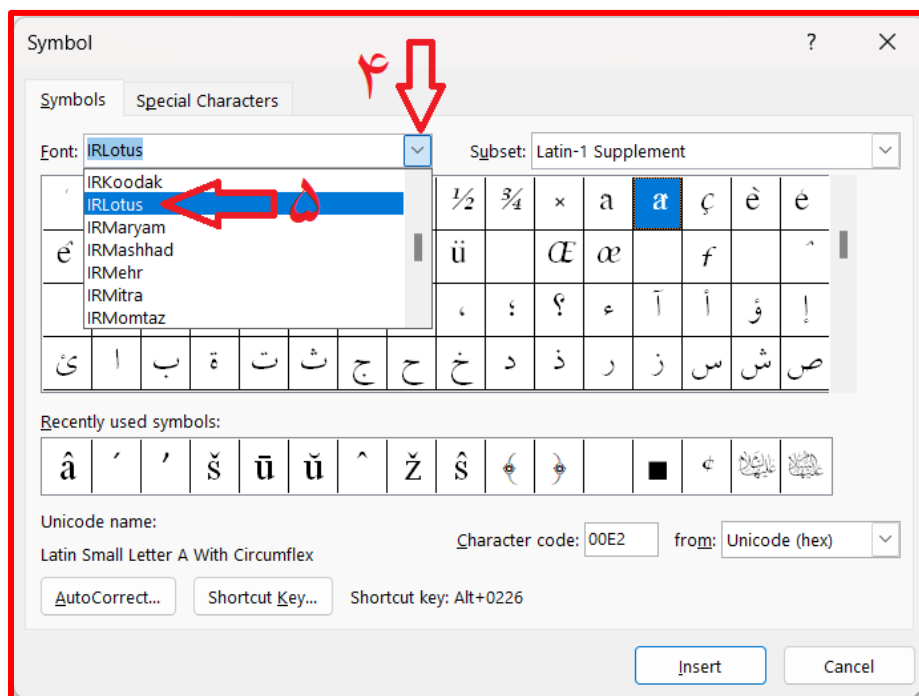 Symbol ? ×
۴
Symbols Special Characters
Font: IRLotus Subset: Latin-1 Supplement
IRKoodak
IRLotus
۵
IRMaryam
IRMashhad
IRMehr
IRMitra
IRMomtaz
½ ¾ × a â ç è é
ê ü Œ œ ƒ ˆ
، ؛ ؟ ء آ أ ؤ إ
ئ ا ب ة ت ث ج ح خ د ذ ر ز س ش ص
Recently used symbols:
â ´ ʼ š ū ŭ ˆ ž ŝ ﴾ ﴿ ■ ¢
Unicode name:
Latin Small Letter A With Circumflex
Character code: 00E2 from: Unicode (hex)
AutoCorrect... Shortcut Key... Shortcut key: Alt+0226
Insert Cancel